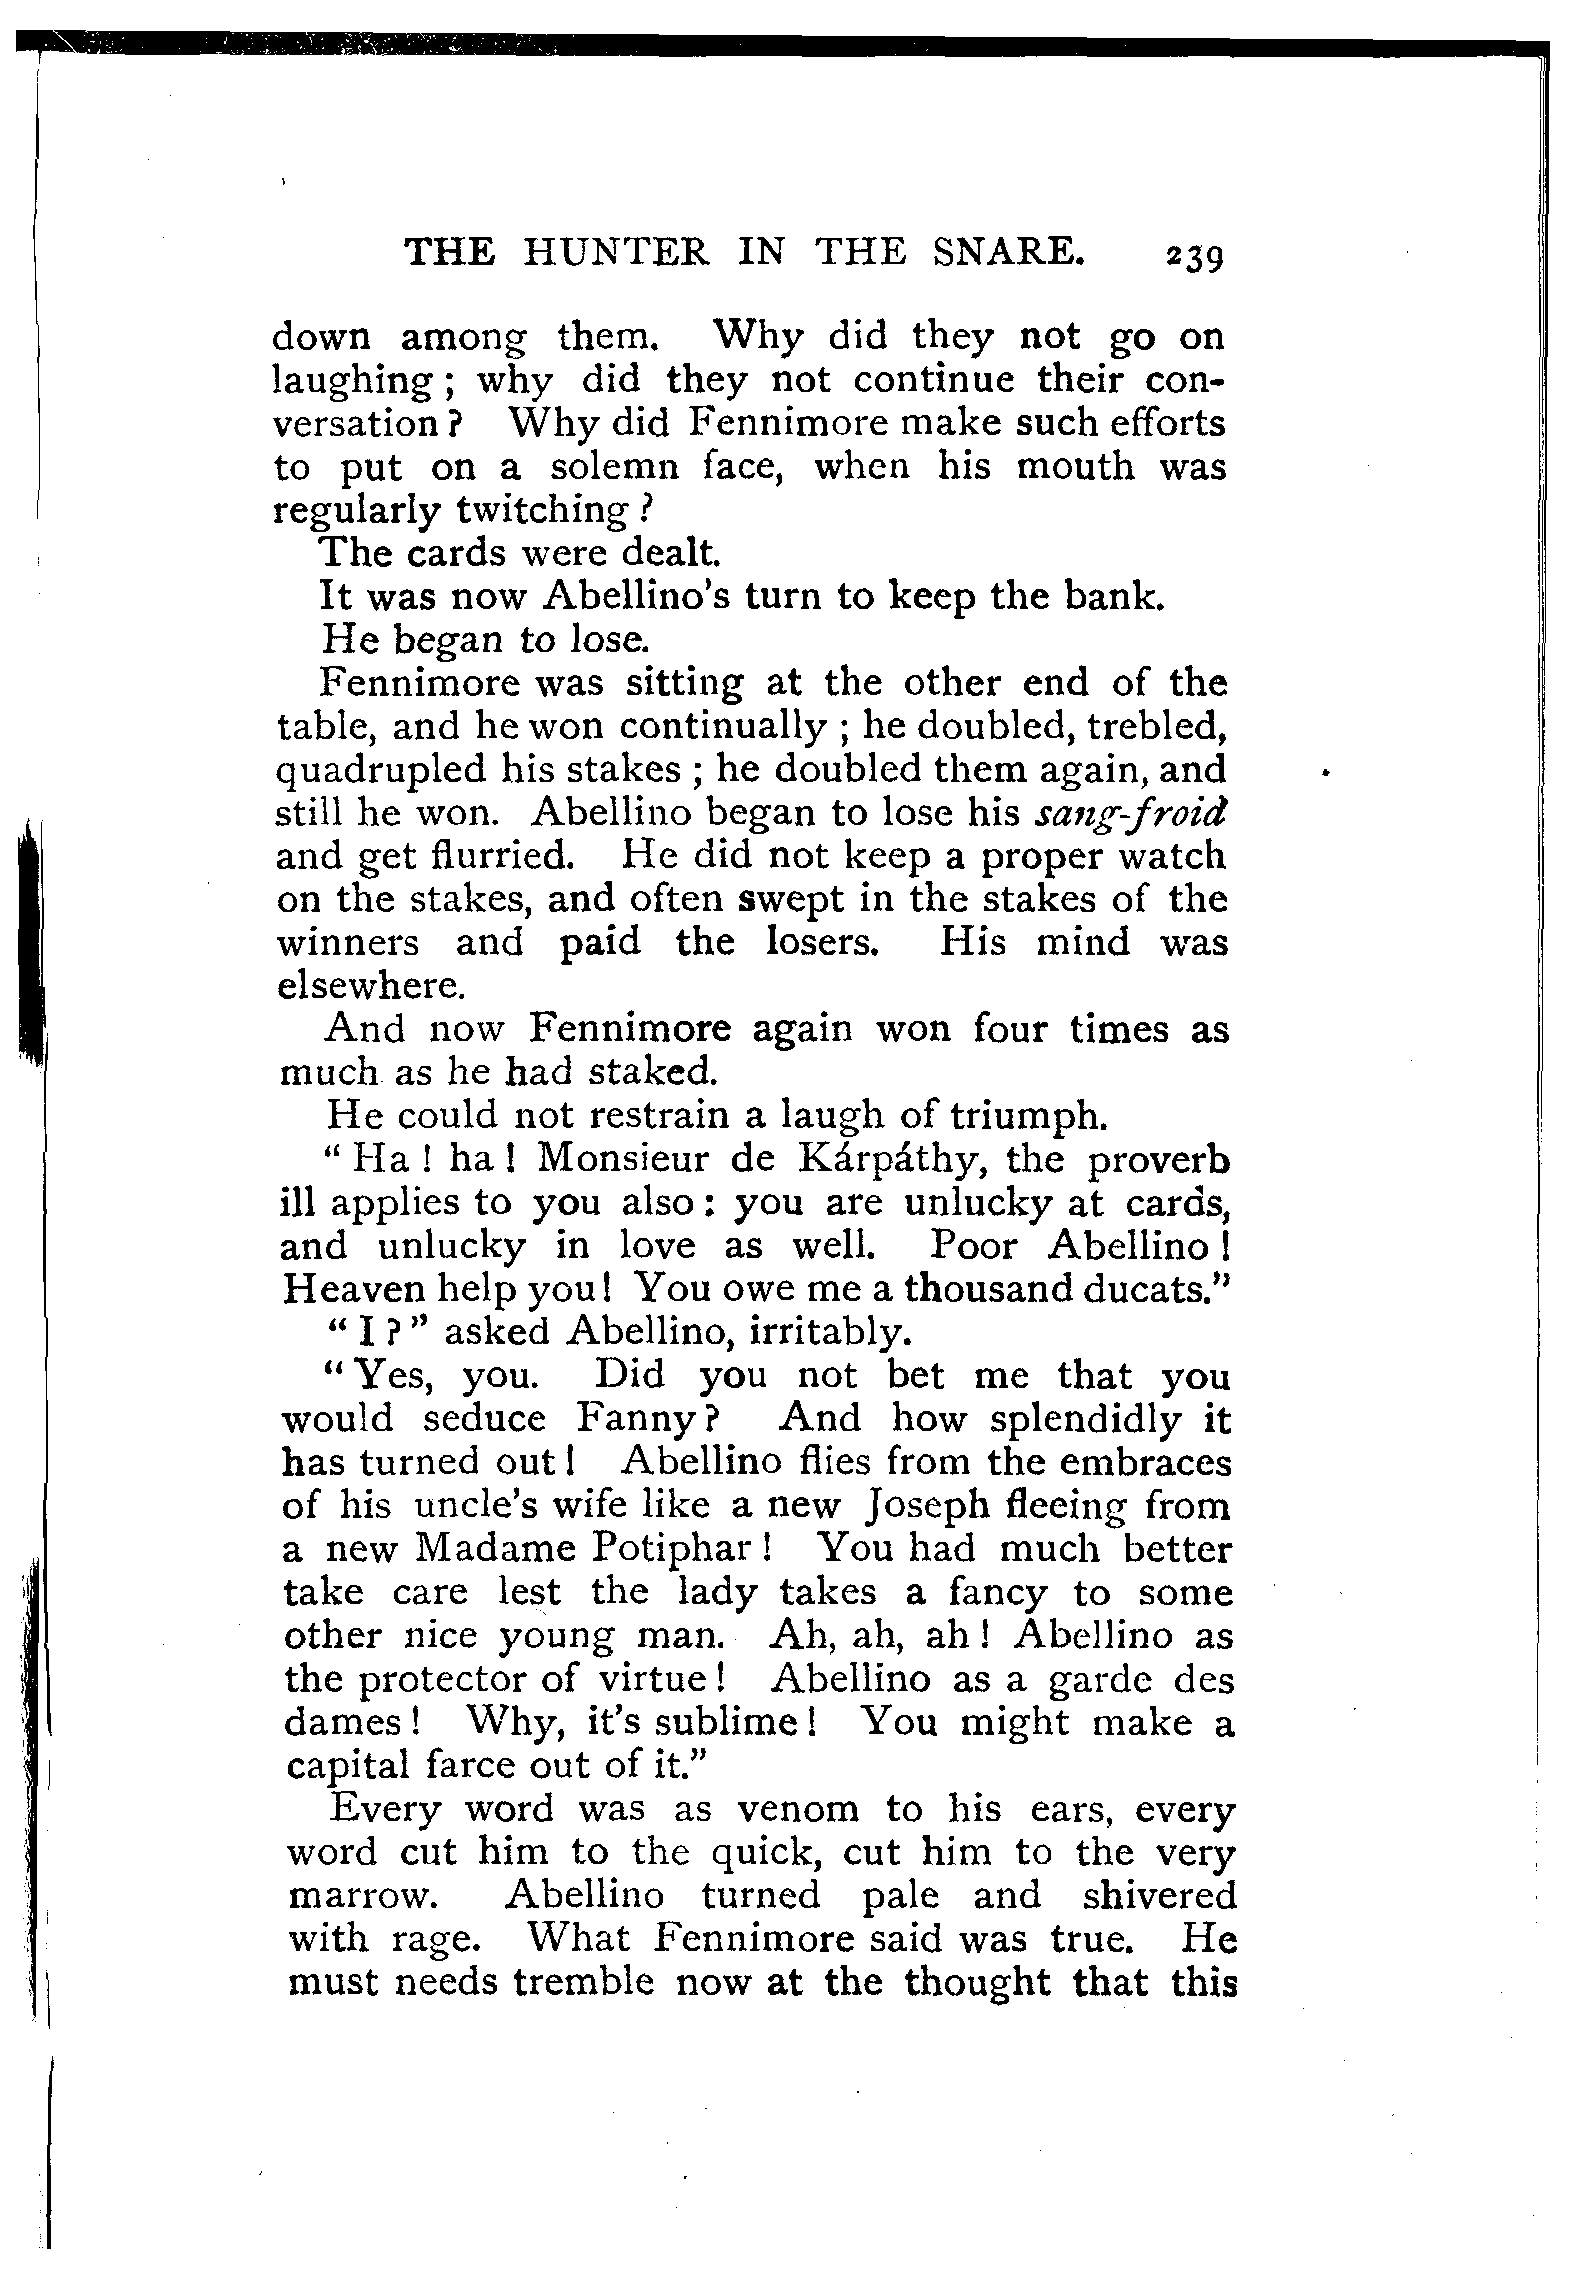 THE HUNTER IN THE SNARE. 239
down among them. Why did they not go on
laughing; why did they not continue their con-
versation? Why did Fennimore make such efforts
to put on a solemn face, when his mouth was
regularly twitching?
The cards were dealt.
It was now Abellino's turn to keep the bank.
He began to lose.
Fennimore was sitting at the other end of the
table, and he won continually; he doubled, trebled,
quadrupled his stakes; he doubled them again, and
still he won. Abellino began to lose his sang-froid
and get flurried. He did not keep a proper watch
on the stakes, and often swept in the stakes of the
winners and paid the losers. His mind was
elsewhere.
And now Fennimore again won four times as
much as he had staked.
He could not restrain a laugh of triumph.
"Ha! ha! Monsieur de Kárpáthy, the proverb
ill applies to you also: you are unlucky at cards,
and unlucky in love as well. Poor Abellino!
Heaven help you! You owe me a thousand ducats."
"I?" asked Abellino, irritably.
"Yes, you. Did you not bet me that you
would seduce Fanny? And how splendidly it
has turned out! Abellino flies from the embraces
of his uncle's wife like a new Joseph fleeing from
a new Madame Potiphar! You had much better
take care lest the lady takes a fancy to some
other nice young man. Ah, ah, ah! Abellino as
the protector of virtue! Abellino as a garde des
dames! Why, it's sublime! You might make a
capital farce out of it."
Every word was as venom to his ears, every
word cut him to the quick, cut him to the very
marrow. Abellino turned pale and shivered
with rage. What Fennimore said was true. He
must needs tremble now at the thought that this